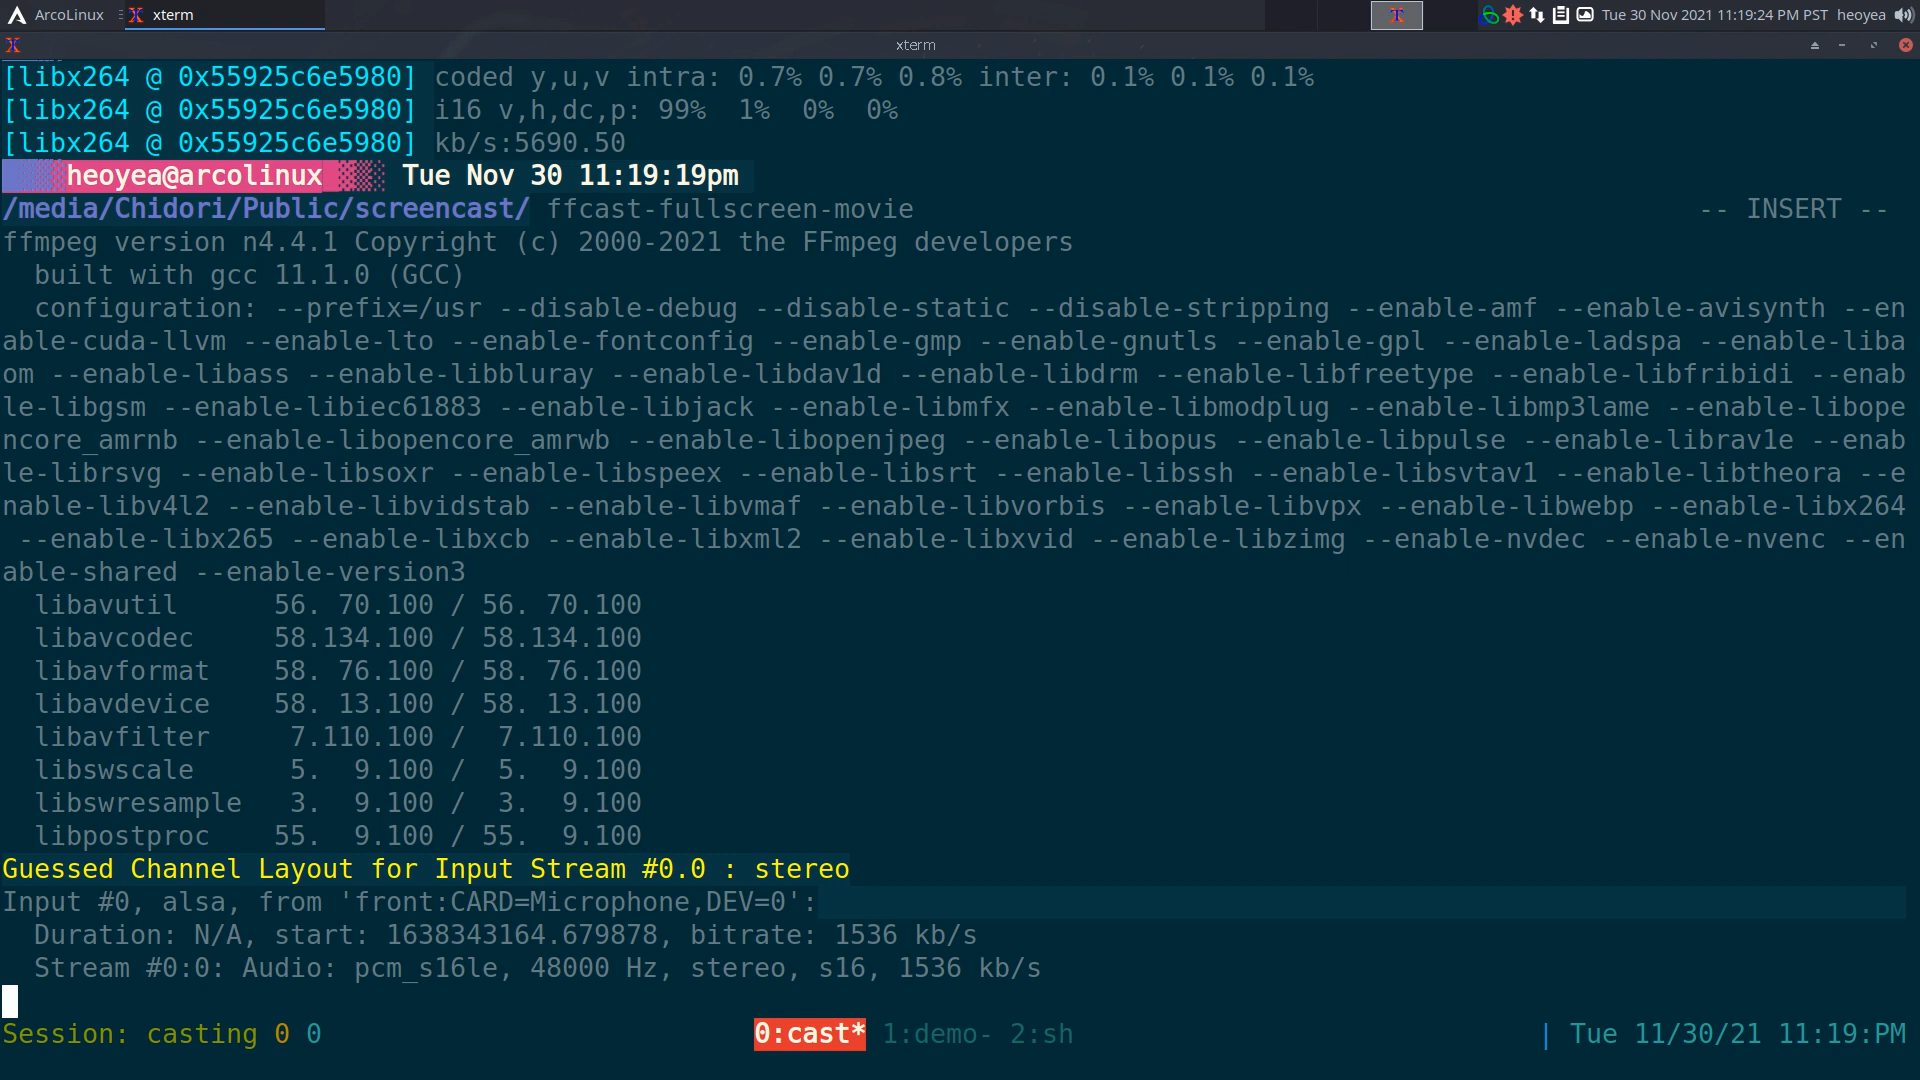 ArcoLinux xterm Tue 30 Nov 2021 11:19:24 PM PST heoyea
xterm
[libx264 @ 0x55925c6e5980] coded y,u,v intra: 0.7% 0.7% 0.8% inter: 0.1% 0.1% 0.1%
[libx264 @ 0x55925c6e5980] i16 v,h,dc,p: 99%  1%  0%  0%
[libx264 @ 0x55925c6e5980] kb/s:5690.50
heoyea@arcolinux Tue Nov 30 11:19:19pm
/media/Chidori/Public/screencast/ ffcast-fullscreen-movie -- INSERT --
ffmpeg version n4.4.1 Copyright (c) 2000-2021 the FFmpeg developers
  built with gcc 11.1.0 (GCC)
  configuration: --prefix=/usr --disable-debug --disable-static --disable-stripping --enable-amf --enable-avisynth --en
able-cuda-llvm --enable-lto --enable-fontconfig --enable-gmp --enable-gnutls --enable-gpl --enable-ladspa --enable-liba
om --enable-libass --enable-libbluray --enable-libdav1d --enable-libdrm --enable-libfreetype --enable-libfribidi --enab
le-libgsm --enable-libiec61883 --enable-libjack --enable-libmfx --enable-libmodplug --enable-libmp3lame --enable-libope
ncore_amrnb --enable-libopencore_amrwb --enable-libopenjpeg --enable-libopus --enable-libpulse --enable-librav1e --enab
le-librsvg --enable-libsoxr --enable-libspeex --enable-libsrt --enable-libssh --enable-libsvtav1 --enable-libtheora --e
nable-libv4l2 --enable-libvidstab --enable-libvmaf --enable-libvorbis --enable-libvpx --enable-libwebp --enable-libx264
 --enable-libx265 --enable-libxcb --enable-libxml2 --enable-libxvid --enable-libzimg --enable-nvdec --enable-nvenc --en
able-shared --enable-version3
  libavutil      56. 70.100 / 56. 70.100
  libavcodec     58.134.100 / 58.134.100
  libavformat    58. 76.100 / 58. 76.100
  libavdevice    58. 13.100 / 58. 13.100
  libavfilter     7.110.100 /  7.110.100
  libswscale      5.  9.100 /  5.  9.100
  libswresample   3.  9.100 /  3.  9.100
  libpostproc    55.  9.100 / 55.  9.100
Guessed Channel Layout for Input Stream #0.0 : stereo
Input #0, alsa, from 'front:CARD=Microphone,DEV=0':
  Duration: N/A, start: 1638343164.679878, bitrate: 1536 kb/s
  Stream #0:0: Audio: pcm_s16le, 48000 Hz, stereo, s16, 1536 kb/s
Session: casting 0 0 0:cast* 1:demo- 2:sh | Tue 11/30/21 11:19:PM